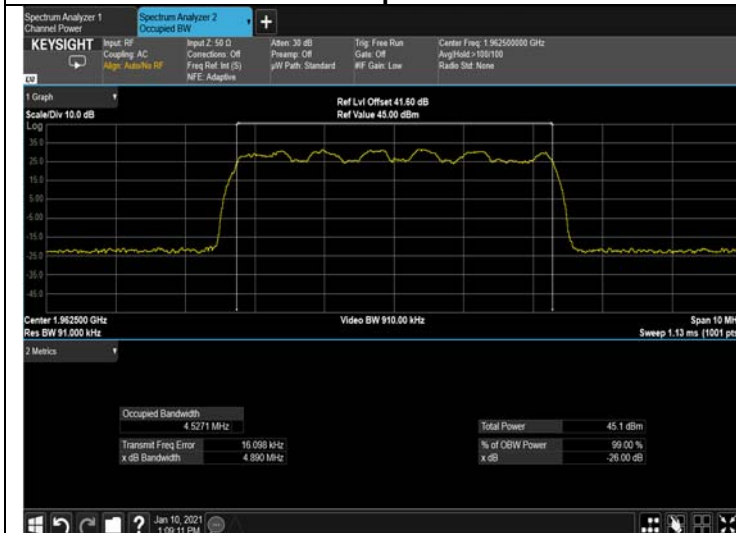 Spectrum Analyzer 1
Channel Power
Spectrum Analyzer 2
Occupied BW
+
KEYSIGHT
Input: RF
Coupling: AC
Align: Auto/No RF
Input Z: 50 Ω
Corrections: Off
Freq Ref: Int (S)
NFE: Adaptive
Atten: 30 dB
Preamp: Off
µW Path: Standard
Trig: Free Run
Gate: Off
#IF Gain: Low
Center Freq: 1.962500000 GHz
Avg|Hold:>100/100
Radio Std: None
1 Graph
Scale/Div 10.0 dB
Ref Lvl Offset 41.60 dB
Ref Value 45.00 dBm
Log
35.0
25.0
15.0
5.00
-5.00
-15.0
-25.0
-35.0
-45.0
Center 1.962500 GHz
Res BW 91.000 kHz
Video BW 910.00 kHz
Span 10 MH
Sweep 1.13 ms (1001 pts
2 Metrics
Occupied Bandwidth
4.5271 MHz
Transmit Freq Error 16.098 kHz
x dB Bandwidth 4.890 MHz
Total Power 45.1 dBm
% of OBW Power 99.00 %
x dB -26.00 dB
?
Jan 10, 2021
1:09:11 PM